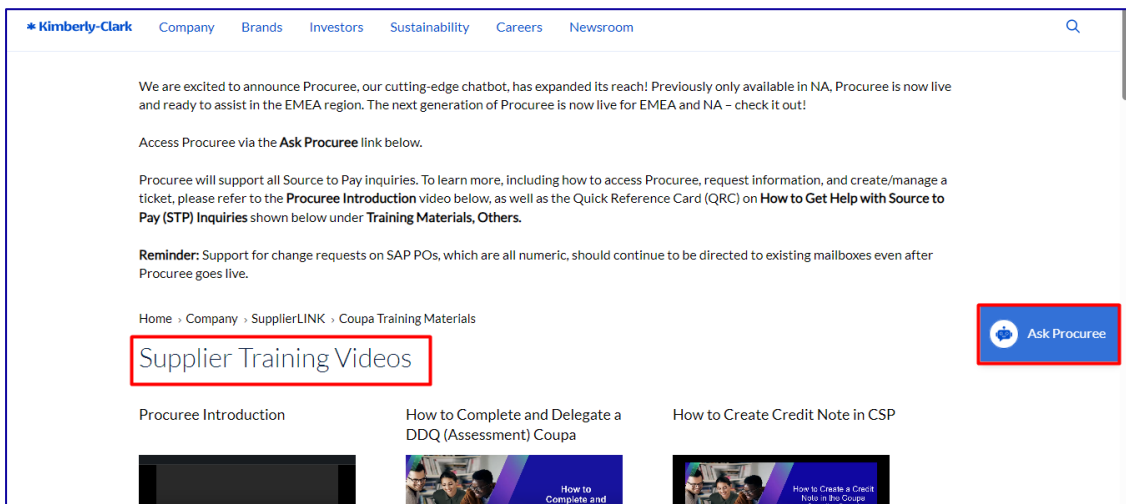 Kimberly-Clark Company Brands Investors Sustainability Careers Newsroom
We are excited to announce Procuree, our cutting-edge chatbot, has expanded its reach! Previously only available in NA, Procuree is now live
and ready to assist in the EMEA region. The next generation of Procuree is now live for EMEA and NA – check it out!
Access Procuree via the Ask Procuree link below.
Procuree will support all Source to Pay inquiries. To learn more, including how to access Procuree, request information, and create/manage a
ticket, please refer to the Procuree Introduction video below, as well as the Quick Reference Card (QRC) on How to Get Help with Source to
Pay (STP) Inquiries shown below under Training Materials, Others.
Reminder: Support for change requests on SAP POs, which are all numeric, should continue to be directed to existing mailboxes even after
Procuree goes live.
Home › Company › SupplierLINK › Coupa Training Materials
Ask Procuree
Supplier Training Videos
Procuree Introduction
How to Complete and Delegate a
DDQ (Assessment) Coupa
How to Create Credit Note in CSP
How to
Complete and
How to Create a Credit
Note in the Coupa